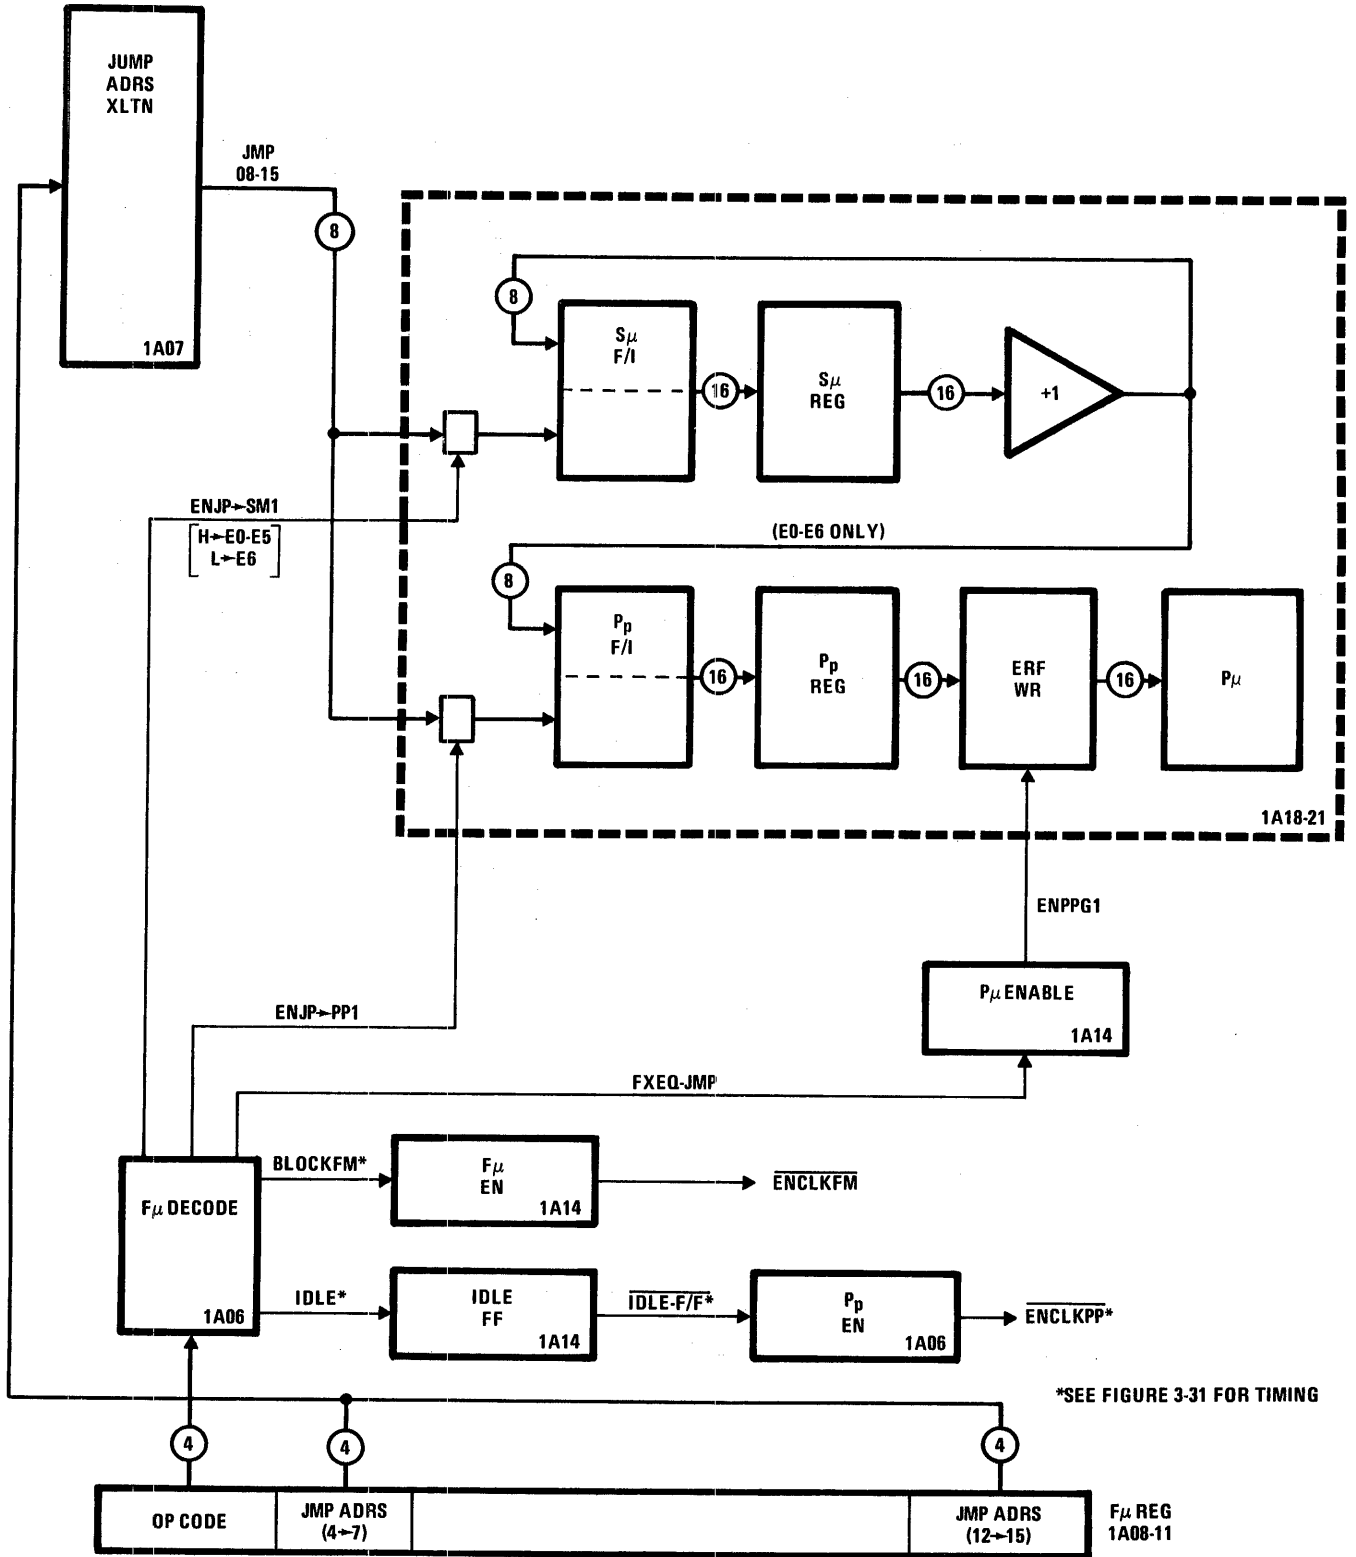 JUMP
ADRS
XLTN
1A07
JMP
08-15
8
8
Sμ
F/I
16
Sμ
REG
16
+1
ENJP→SM1
[H→E0-E5
L→E6]
(E0-E6 ONLY)
8
Pp
F/I
16
Pp
REG
16
ERF
WR
16
Pμ
1A18-21
ENPPG1
PμENABLE
1A14
ENJP→PP1
FXEQ-JMP
FμDECODE
1A06
BLOCKFM*
Fμ
EN
1A14
ENCLKFM
IDLE*
IDLE
FF
1A14
IDLE-F/F*
Pp
EN
1A06
ENCLKPP*
*SEE FIGURE 3-31 FOR TIMING
4
4
4
OP CODE
JMP ADRS
(4→7)
JMP ADRS
(12→15)
Fμ REG
1A08-11